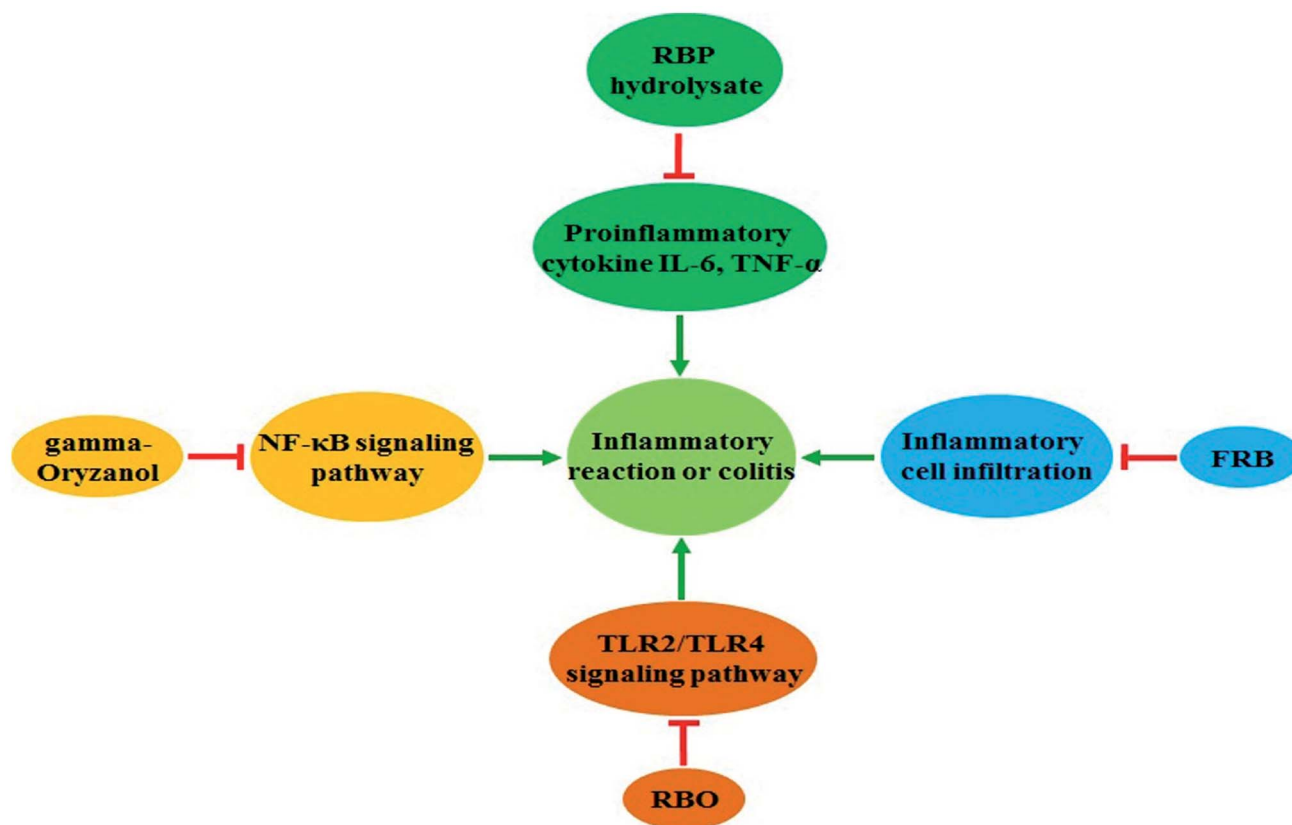 RBP
hydrolysate
Proinflammatory
cytokine IL-6, TNF-α
gamma-
Oryzanol
NF-κB signaling
pathway
Inflammatory
reaction or colitis
Inflammatory
cell infiltration
FRB
TLR2/TLR4
signaling pathway
RBO